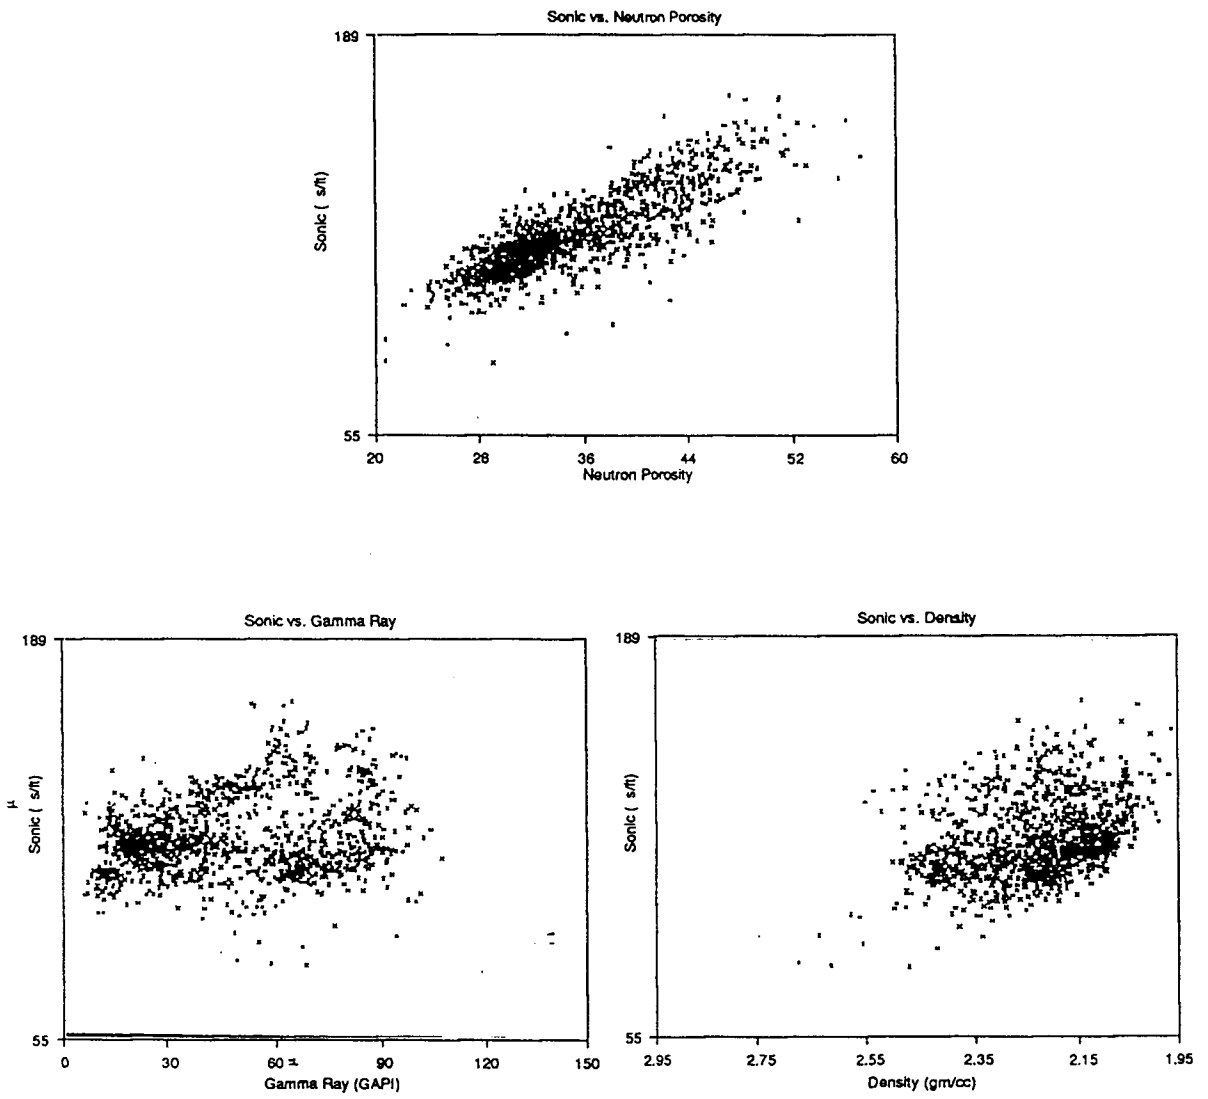 Sonic vs. Neutron Porosity
189
Sonic ( s/ft)
55
20 28 36 44 52 60
Neutron Porosity
Sonic vs. Gamma Ray
189
μ
Sonic ( s/ft)
55
0 30 60 90 120 150
Gamma Ray (GAPI)
Sonic vs. Density
189
Sonic ( s/ft)
55
2.95 2.75 2.55 2.35 2.15 1.95
Density (gm/cc)